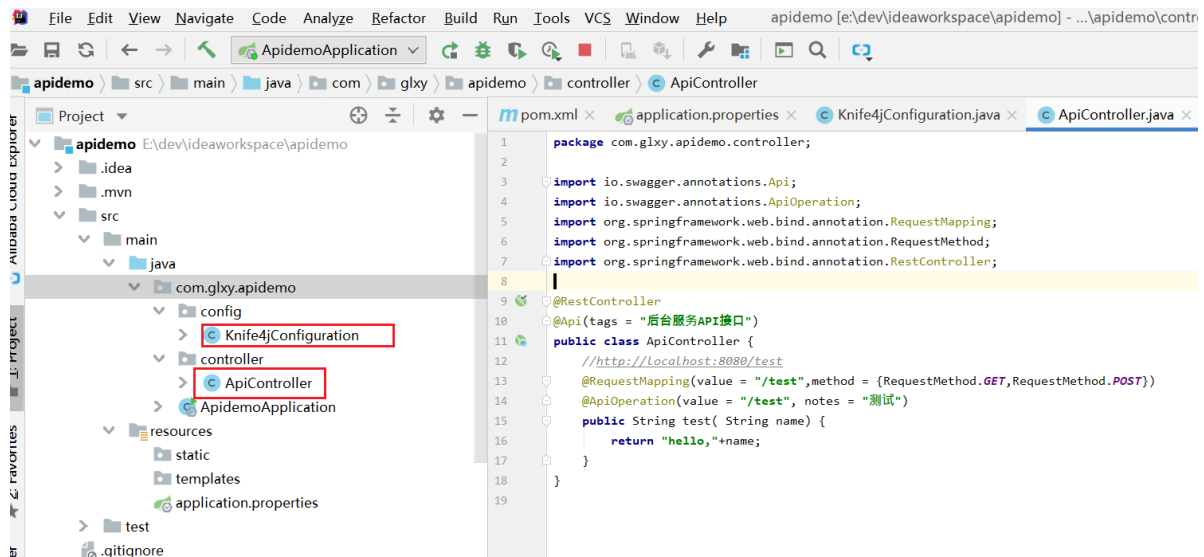 File Edit View Navigate Code Analyze Refactor Build Run Tools VCS Window Help apidemo [e:\dev\ideaworkspace\apidemo] - ...\apidemo\contr
ApidemoApplication
apidemo src main java com glxy apidemo controller ApiController
Project
pom.xml application.properties Knife4jConfiguration.java ApiController.java
Alibaba Cloud Explorer
1: Project
2: Favorites
apidemo E:\dev\ideaworkspace\apidemo
.idea
.mvn
src
main
java
com.glxy.apidemo
config
Knife4jConfiguration
controller
ApiController
ApidemoApplication
resources
static
templates
application.properties
test
.gitignore
1 package com.glxy.apidemo.controller;
2
3 import io.swagger.annotations.Api;
4 import io.swagger.annotations.ApiOperation;
5 import org.springframework.web.bind.annotation.RequestMapping;
6 import org.springframework.web.bind.annotation.RequestMethod;
7 import org.springframework.web.bind.annotation.RestController;
8
9 @RestController
10 @Api(tags = "后台服务API接口")
11 public class ApiController {
12 //http://localhost:8080/test
13 @RequestMapping(value = "/test",method = {RequestMethod.GET,RequestMethod.POST})
14 @ApiOperation(value = "/test", notes = "测试")
15 public String test( String name) {
16 return "hello,"+name;
17 }
18 }
19